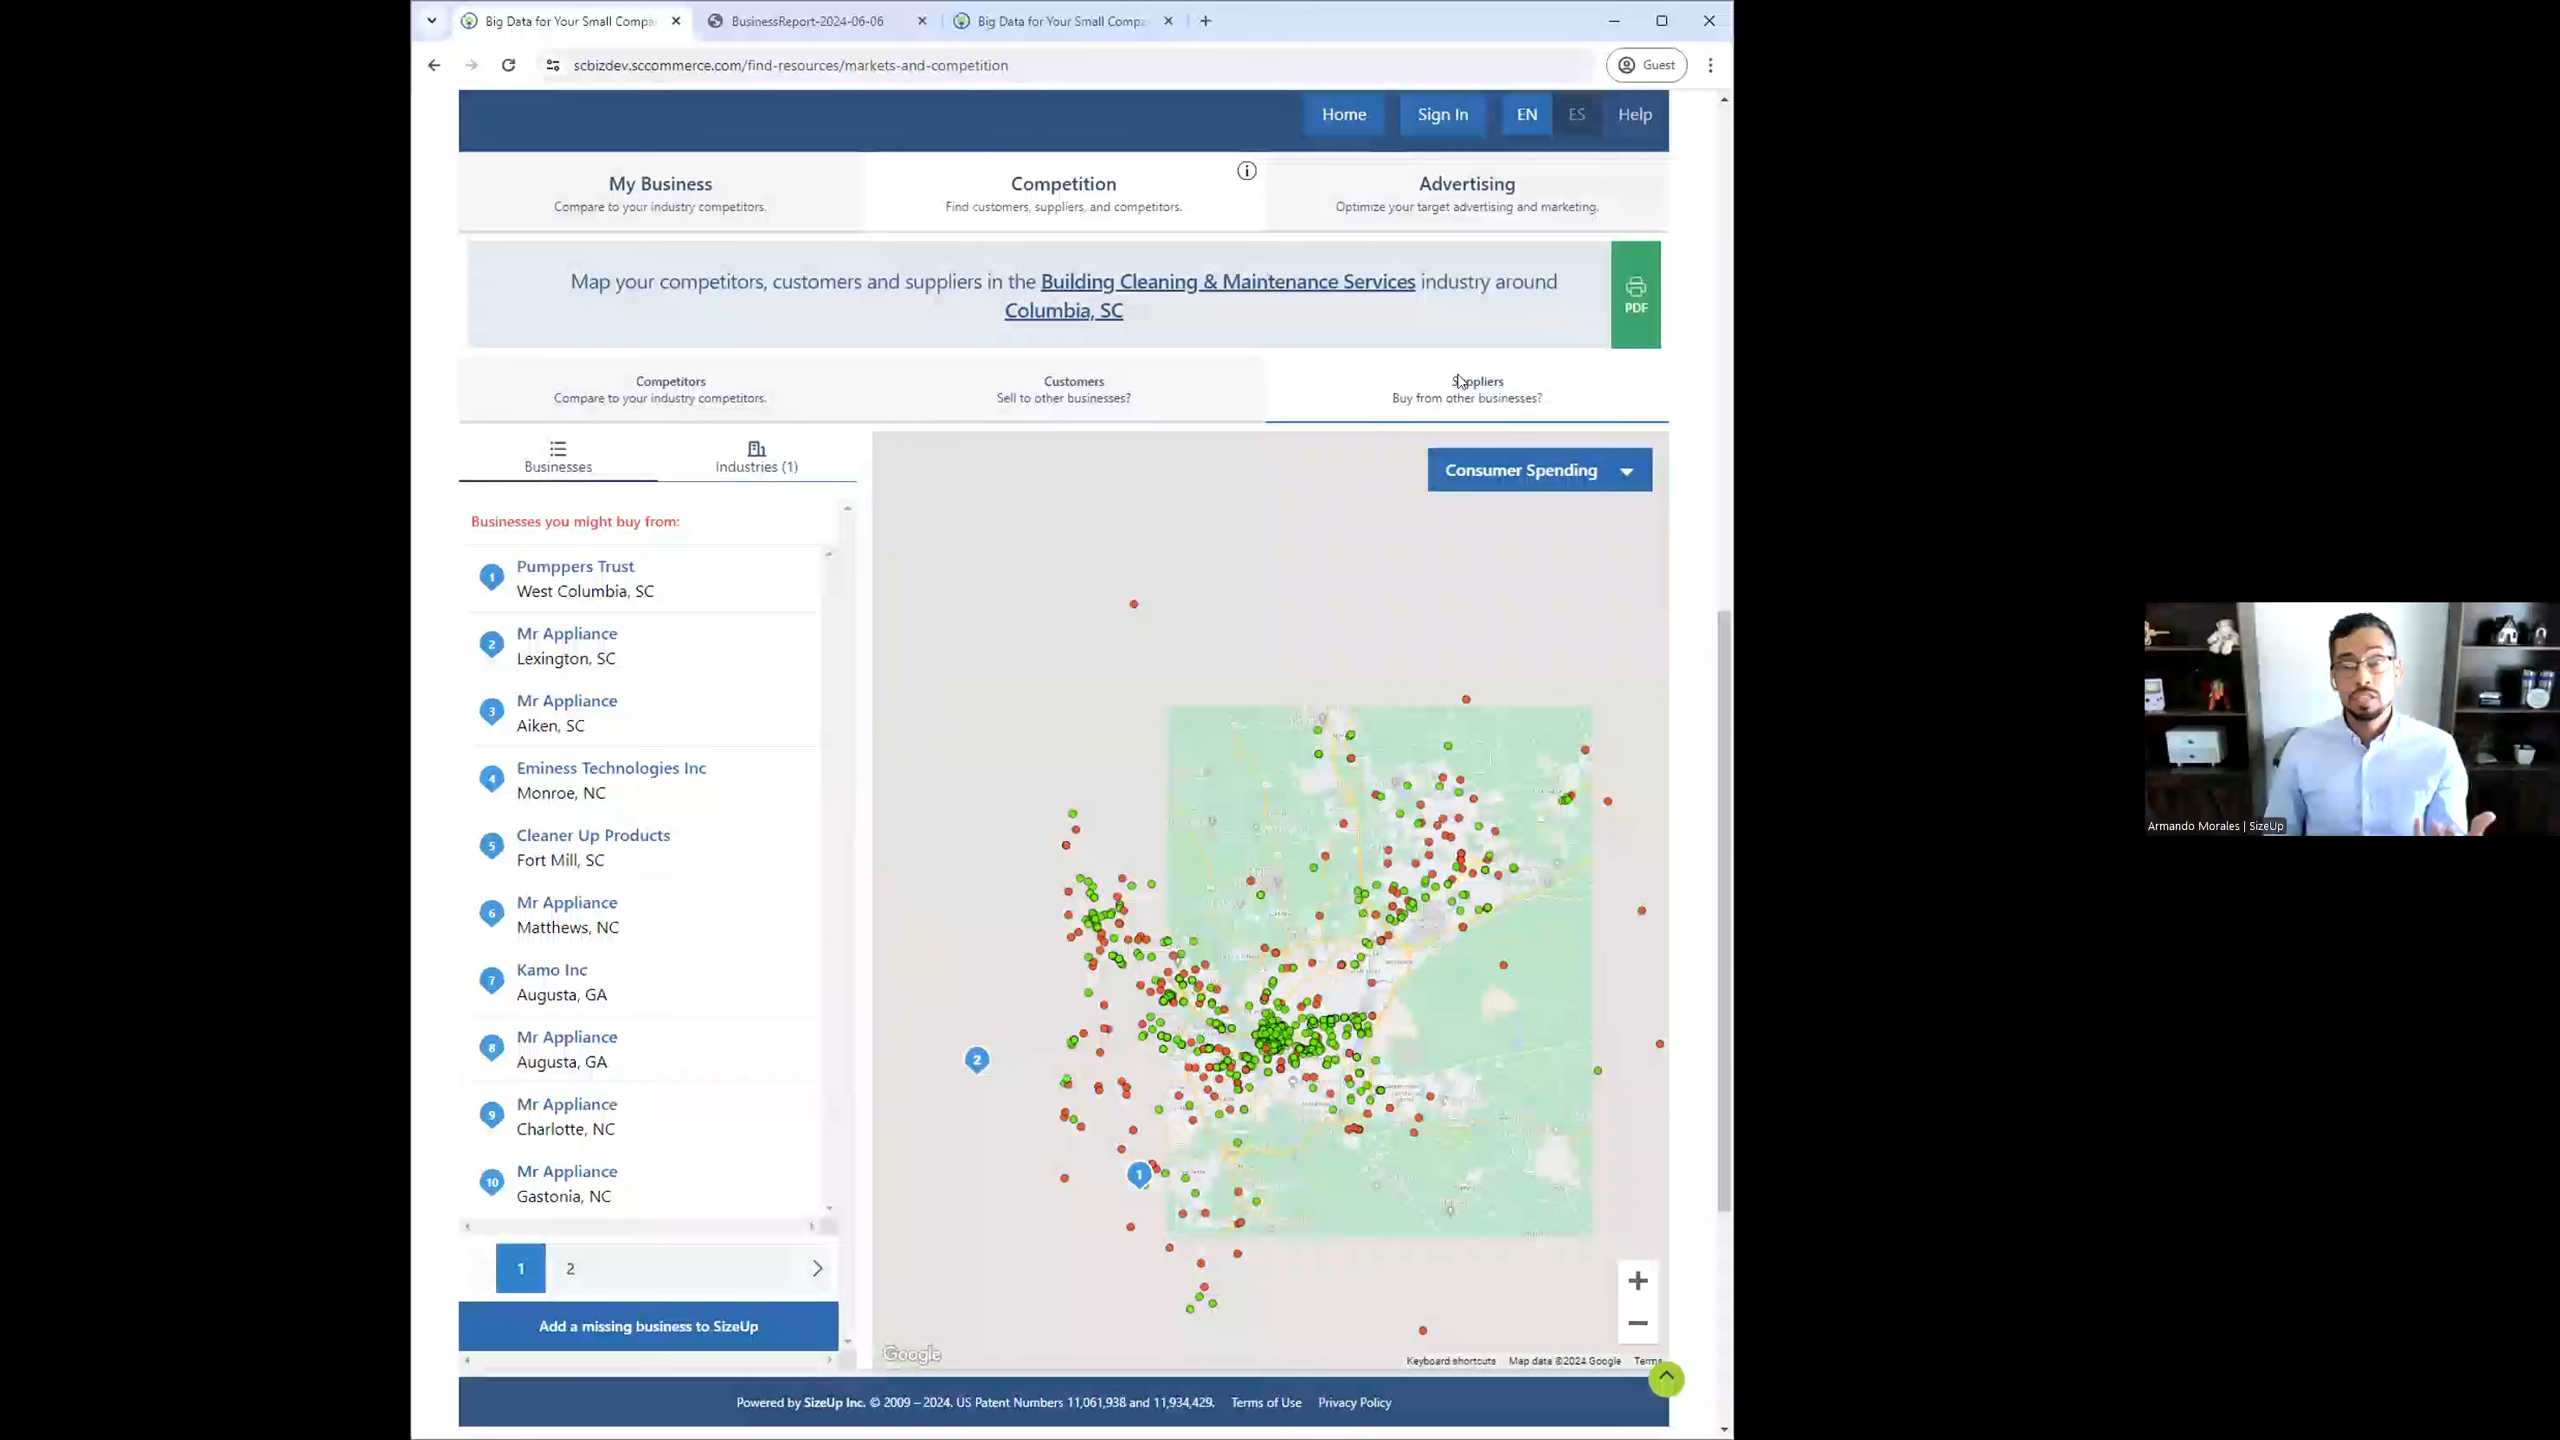 Big Data for Your Small Compa
BusinessReport-2024-06-06
Big Data for Your Small Compa
scbizdev.sccommerce.com/find-resources/markets-and-competition
Guest
Home
Sign In
EN
ES
Help
My Business
Compare to your industry competitors.
Competition
Find customers, suppliers, and competitors.
Advertising
Optimize your target advertising and marketing.
Map your competitors, customers and suppliers in the Building Cleaning & Maintenance Services industry around
Columbia, SC
PDF
Competitors
Compare to your industry competitors.
Customers
Sell to other businesses?
Suppliers
Buy from other businesses?
Businesses
Industries (1)
Consumer Spending
Businesses you might buy from:
1
Pumppers Trust
West Columbia, SC
2
Mr Appliance
Lexington, SC
3
Mr Appliance
Aiken, SC
4
Eminess Technologies Inc
Monroe, NC
5
Cleaner Up Products
Fort Mill, SC
6
Mr Appliance
Matthews, NC
7
Kamo Inc
Augusta, GA
8
Mr Appliance
Augusta, GA
9
Mr Appliance
Charlotte, NC
10
Mr Appliance
Gastonia, NC
2
1
1
2
Add a missing business to SizeUp
Google
Keyboard shortcuts
Map data ©2024 Google
Terms
Powered by SizeUp Inc. © 2009 – 2024. US Patent Numbers 11,061,938 and 11,934,429.
Terms of Use
Privacy Policy
Armando Morales | SizeUp